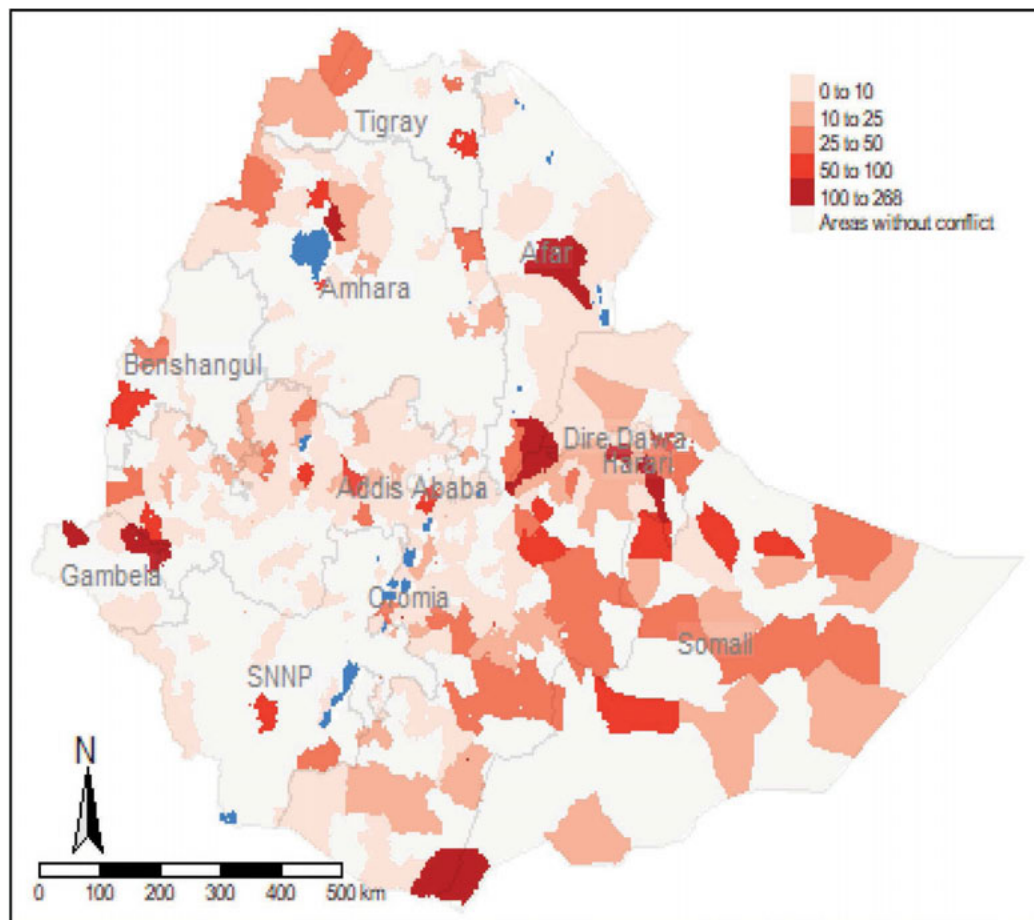 0 to 10
10 to 25
25 to 50
50 to 100
100 to 268
Areas without conflict
Tigray
Afar
Amhara
Benshangul
Dire Dawa
Harari
Addis Ababa
Gambela
Oromia
Somali
SNNP
N
0 100 200 300 400 500 km